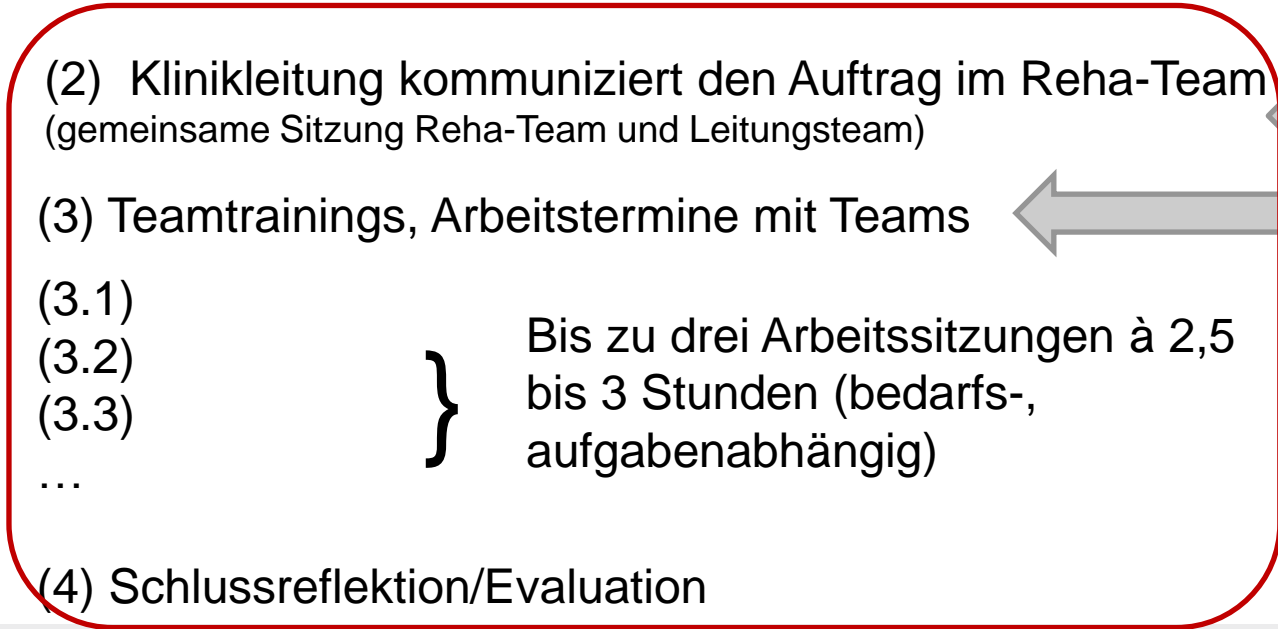 (2) Klinikleitung kommuniziert den Auftrag im Reha-Team
(gemeinsame Sitzung Reha-Team und Leitungsteam)
(3) Teamtrainings, Arbeitstermine mit Teams
(3.1)
(3.2)
(3.3)
…
} Bis zu drei Arbeitssitzungen à 2,5
bis 3 Stunden (bedarfs-,
aufgabenabhängig)
(4) Schlussreflektion/Evaluation